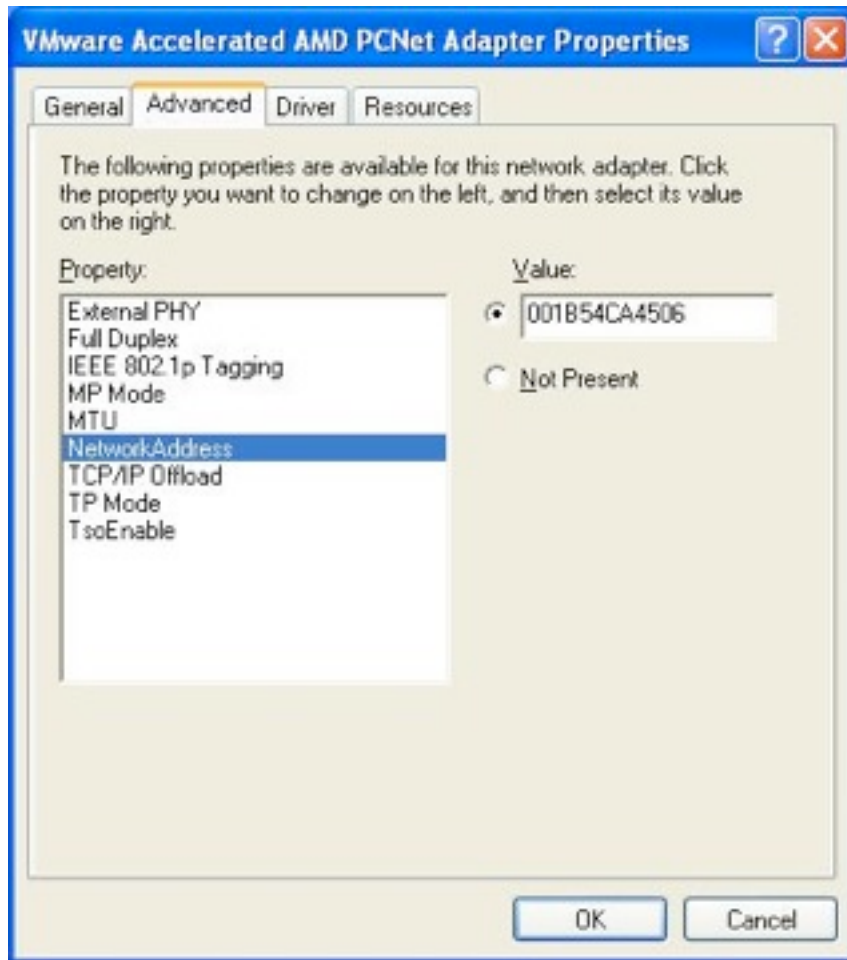 VMware Accelerated AMD PCNet Adapter Properties
General Advanced Driver Resources
The following properties are available for this network adapter. Click
the property you want to change on the left, and then select its value
on the right.
Property:
External PHY
Full Duplex
IEEE 802.1p Tagging
MP Mode
MTU
NetworkAddress
TCP/IP Offload
TP Mode
TsoEnable
Value:
001B54CA4506
Not Present
OK Cancel